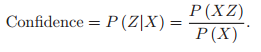 Confidence = P (Z|X) = P (XZ) / P (X) .